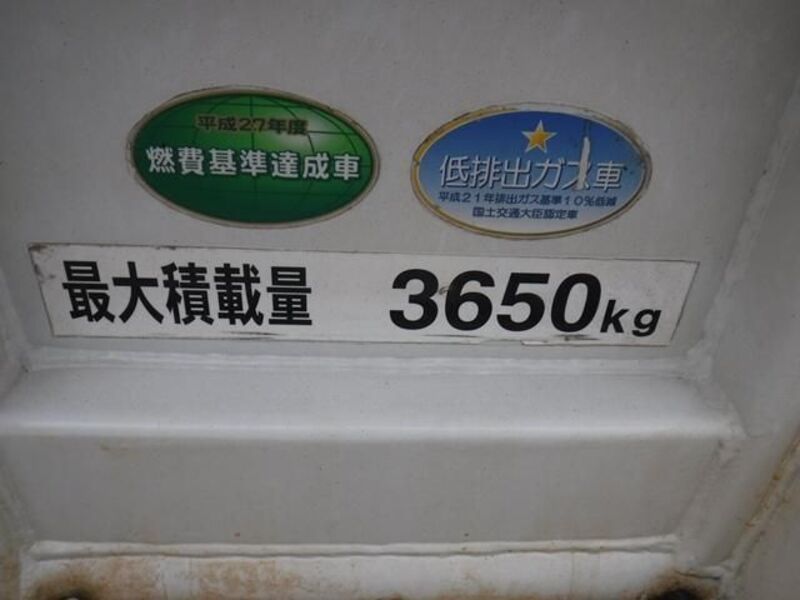 平成27年度
燃費基準達成車
低排出ガス車
平成21年排出ガス基準10%低減
国土交通大臣認定車
最大積載量 3650kg